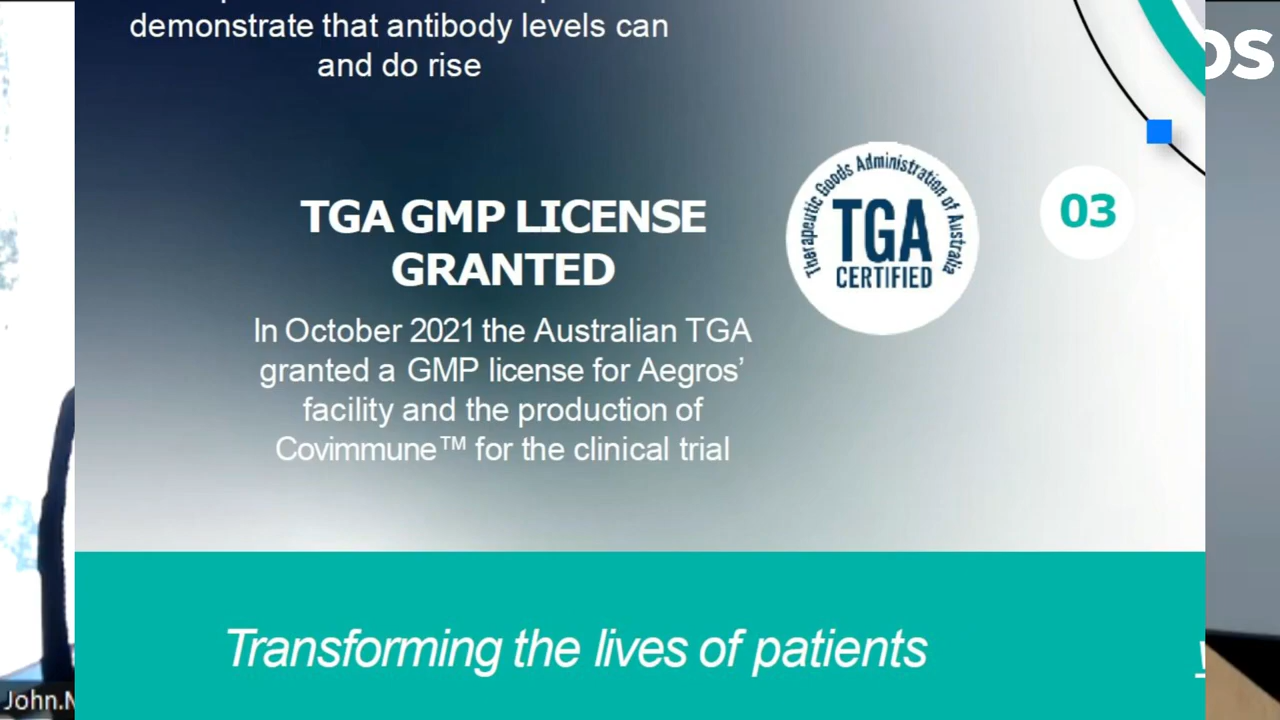 demonstrate that antibody levels can
and do rise
os
Therapeutic Goods Administration of Australia
TGA
CERTIFIED
03
TGA GMP LICENSE
GRANTED
In October 2021 the Australian TGA
granted a GMP license for Aegros’
facility and the production of
Covimmune™ for the clinical trial
Transforming the lives of patients
John.